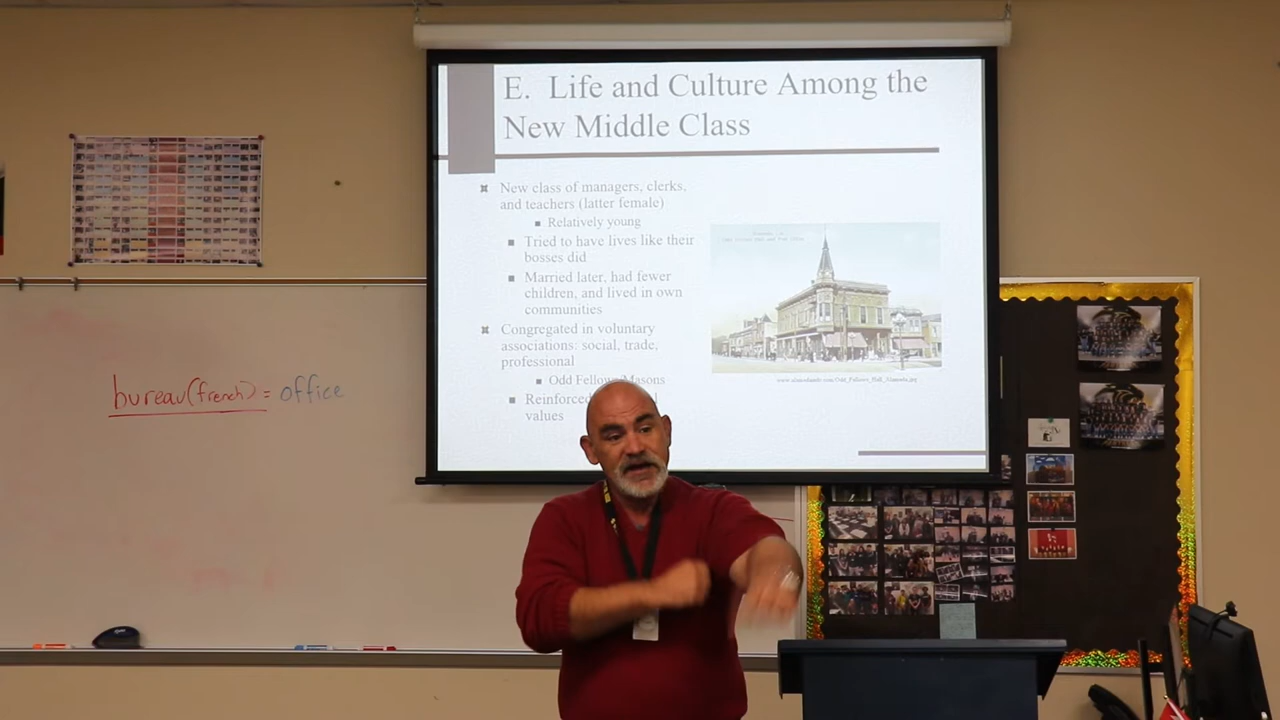 E. Life and Culture Among the
New Middle Class
New class of managers, clerks,
and teachers (latter female)
Relatively young
Tried to have lives like their
bosses did
Married later, had fewer
children, and lived in own
communities
Congregated in voluntary
associations: social, trade,
professional
Odd Fellows Masons
Reinforced
values
bureau(french) = office